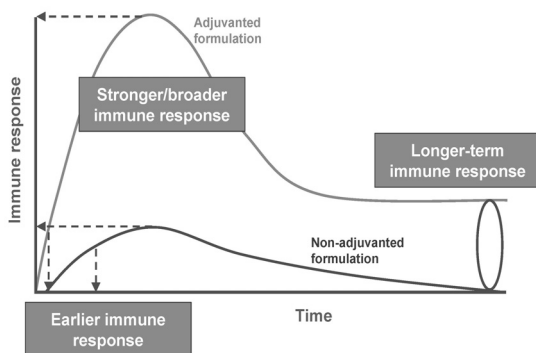 Adjuvanted
formulation
Stronger/broader
immune response
Longer-term
immune response
Immune response
Non-adjuvanted
formulation
Time
Earlier immune
response